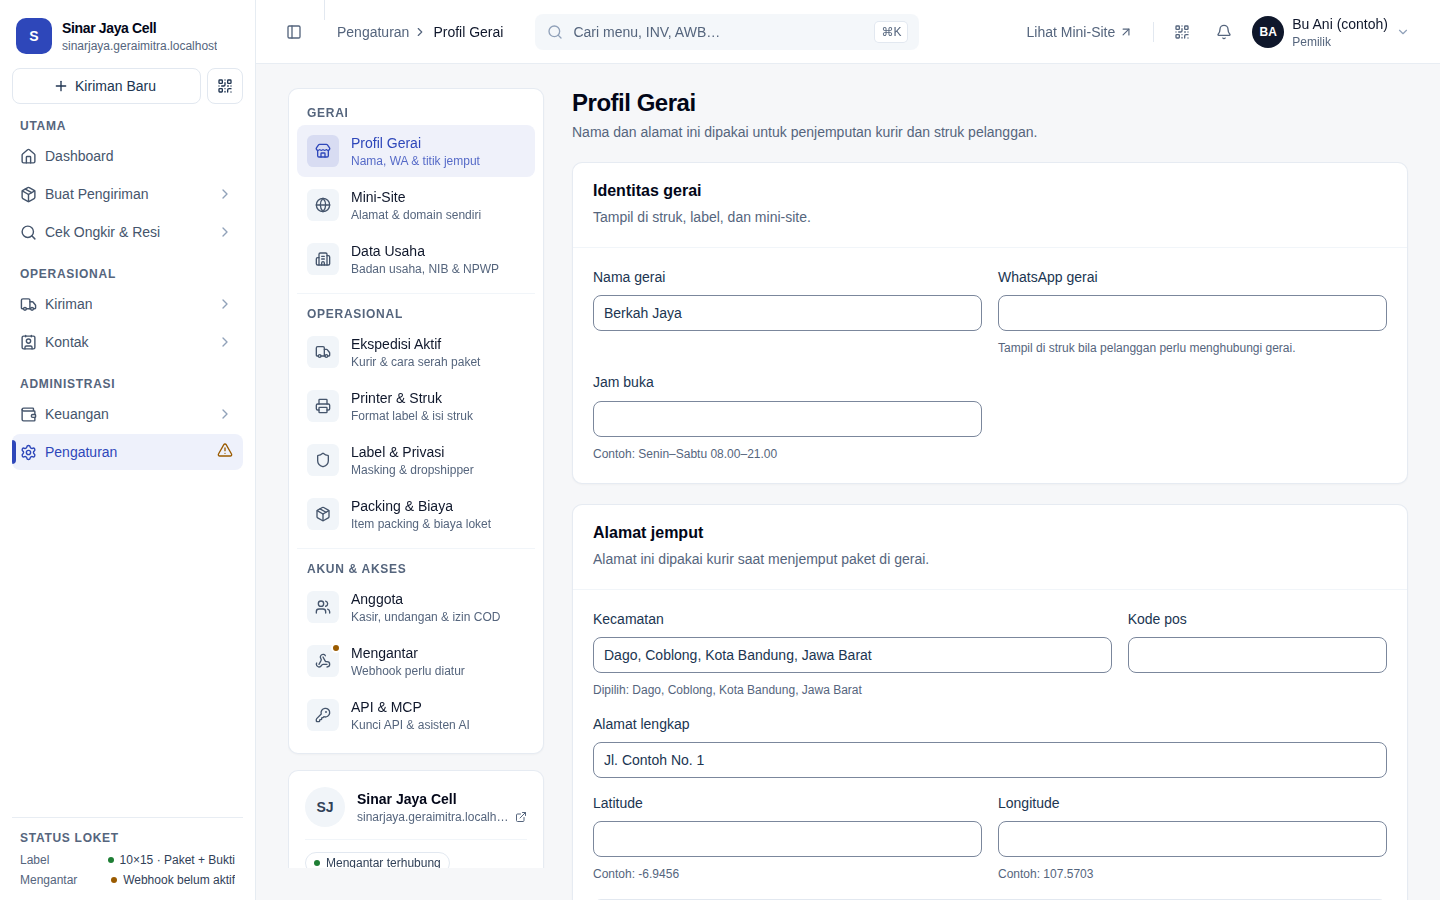 S
Sinar Jaya Cell
sinarjaya.geraimitra.localhost
Kiriman Baru
UTAMA
Dashboard
Buat Pengiriman
Cek Ongkir & Resi
OPERASIONAL
Kiriman
Kontak
ADMINISTRASI
Keuangan
Pengaturan
STATUS LOKET
Label 10×15 · Paket + Bukti
Mengantar Webhook belum aktif
Pengaturan > Profil Gerai
Cari menu, INV, AWB… ⌘K
Lihat Mini-Site
BA
Bu Ani (contoh)
Pemilik
GERAI
Profil Gerai
Nama, WA & titik jemput
Mini-Site
Alamat & domain sendiri
Data Usaha
Badan usaha, NIB & NPWP
OPERASIONAL
Ekspedisi Aktif
Kurir & cara serah paket
Printer & Struk
Format label & isi struk
Label & Privasi
Masking & dropshipper
Packing & Biaya
Item packing & biaya loket
AKUN & AKSES
Anggota
Kasir, undangan & izin COD
Mengantar
Webhook perlu diatur
API & MCP
Kunci API & asisten AI
SJ
Sinar Jaya Cell
sinarjaya.geraimitra.localh…
Mengantar terhubung
Profil Gerai
Nama dan alamat ini dipakai untuk penjemputan kurir dan struk pelanggan.
Identitas gerai
Tampil di struk, label, dan mini-site.
Nama gerai
Berkah Jaya
WhatsApp gerai
Tampil di struk bila pelanggan perlu menghubungi gerai.
Jam buka
Contoh: Senin–Sabtu 08.00–21.00
Alamat jemput
Alamat ini dipakai kurir saat menjemput paket di gerai.
Kecamatan
Dago, Coblong, Kota Bandung, Jawa Barat
Dipilih: Dago, Coblong, Kota Bandung, Jawa Barat
Kode pos
Alamat lengkap
Jl. Contoh No. 1
Latitude
Contoh: -6.9456
Longitude
Contoh: 107.5703